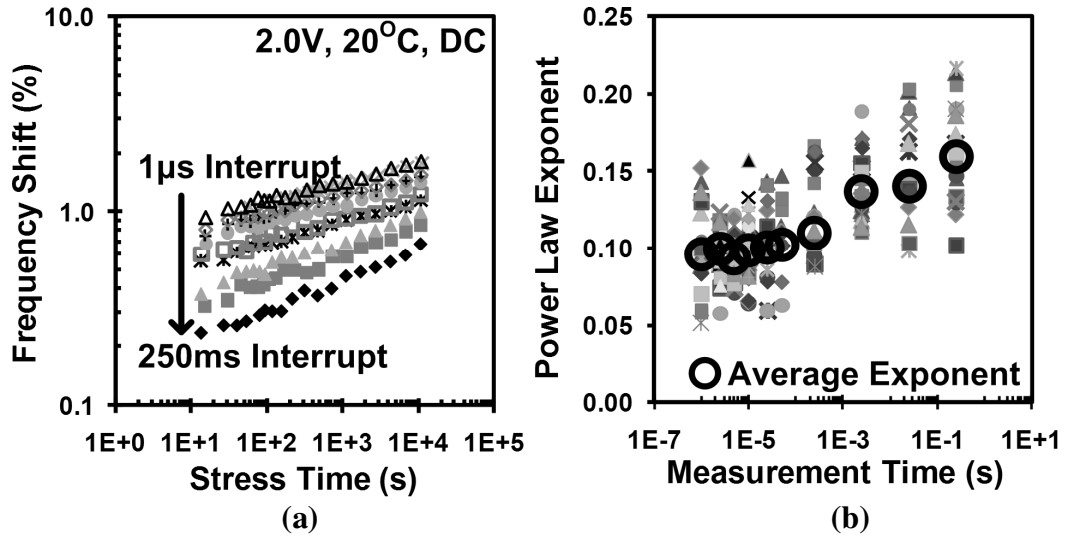 Frequency Shift (%)
10.0
1.0
0.1
2.0V, 20°C, DC
1µs Interrupt
250ms Interrupt
1E+0 1E+1 1E+2 1E+3 1E+4 1E+5
Stress Time (s)
(a)
Power Law Exponent
0.25
0.20
0.15
0.10
0.05
0.00
Average Exponent
1E-7 1E-5 1E-3 1E-1 1E+1
Measurement Time (s)
(b)